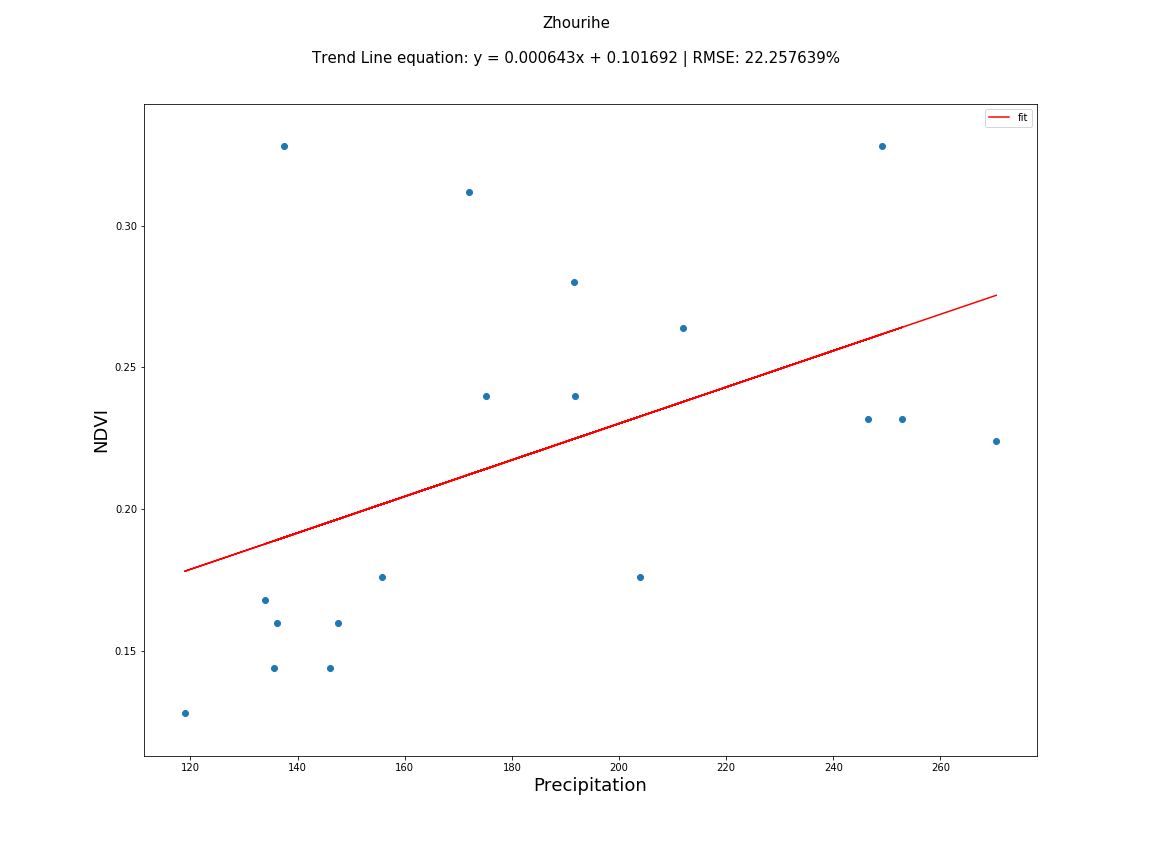 Zhourihe
Trend Line equation: y = 0.000643x + 0.101692 | RMSE: 22.257639%
fit
0.30
0.25
0.20
0.15
NDVI
120 140 160 180 200 220 240 260
Precipitation